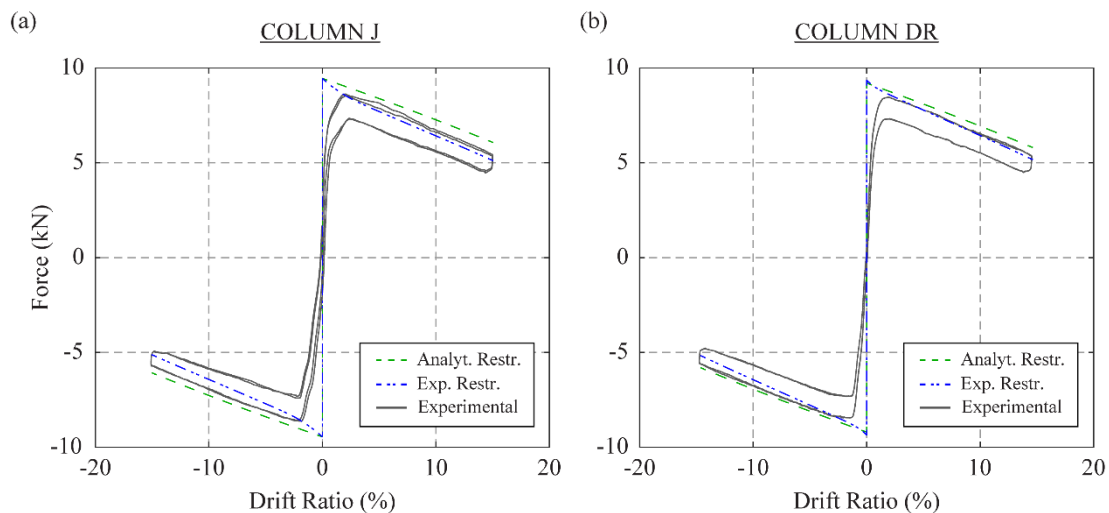 (a)
COLUMN J
10
5
0
-5
-10
Force (kN)
-20
-10
0
10
20
Drift Ratio (%)
Analyt. Restr.
Exp. Restr.
Experimental
(b)
COLUMN DR
10
5
0
-5
-10
-20
-10
0
10
20
Drift Ratio (%)
Analyt. Restr.
Exp. Restr.
Experimental